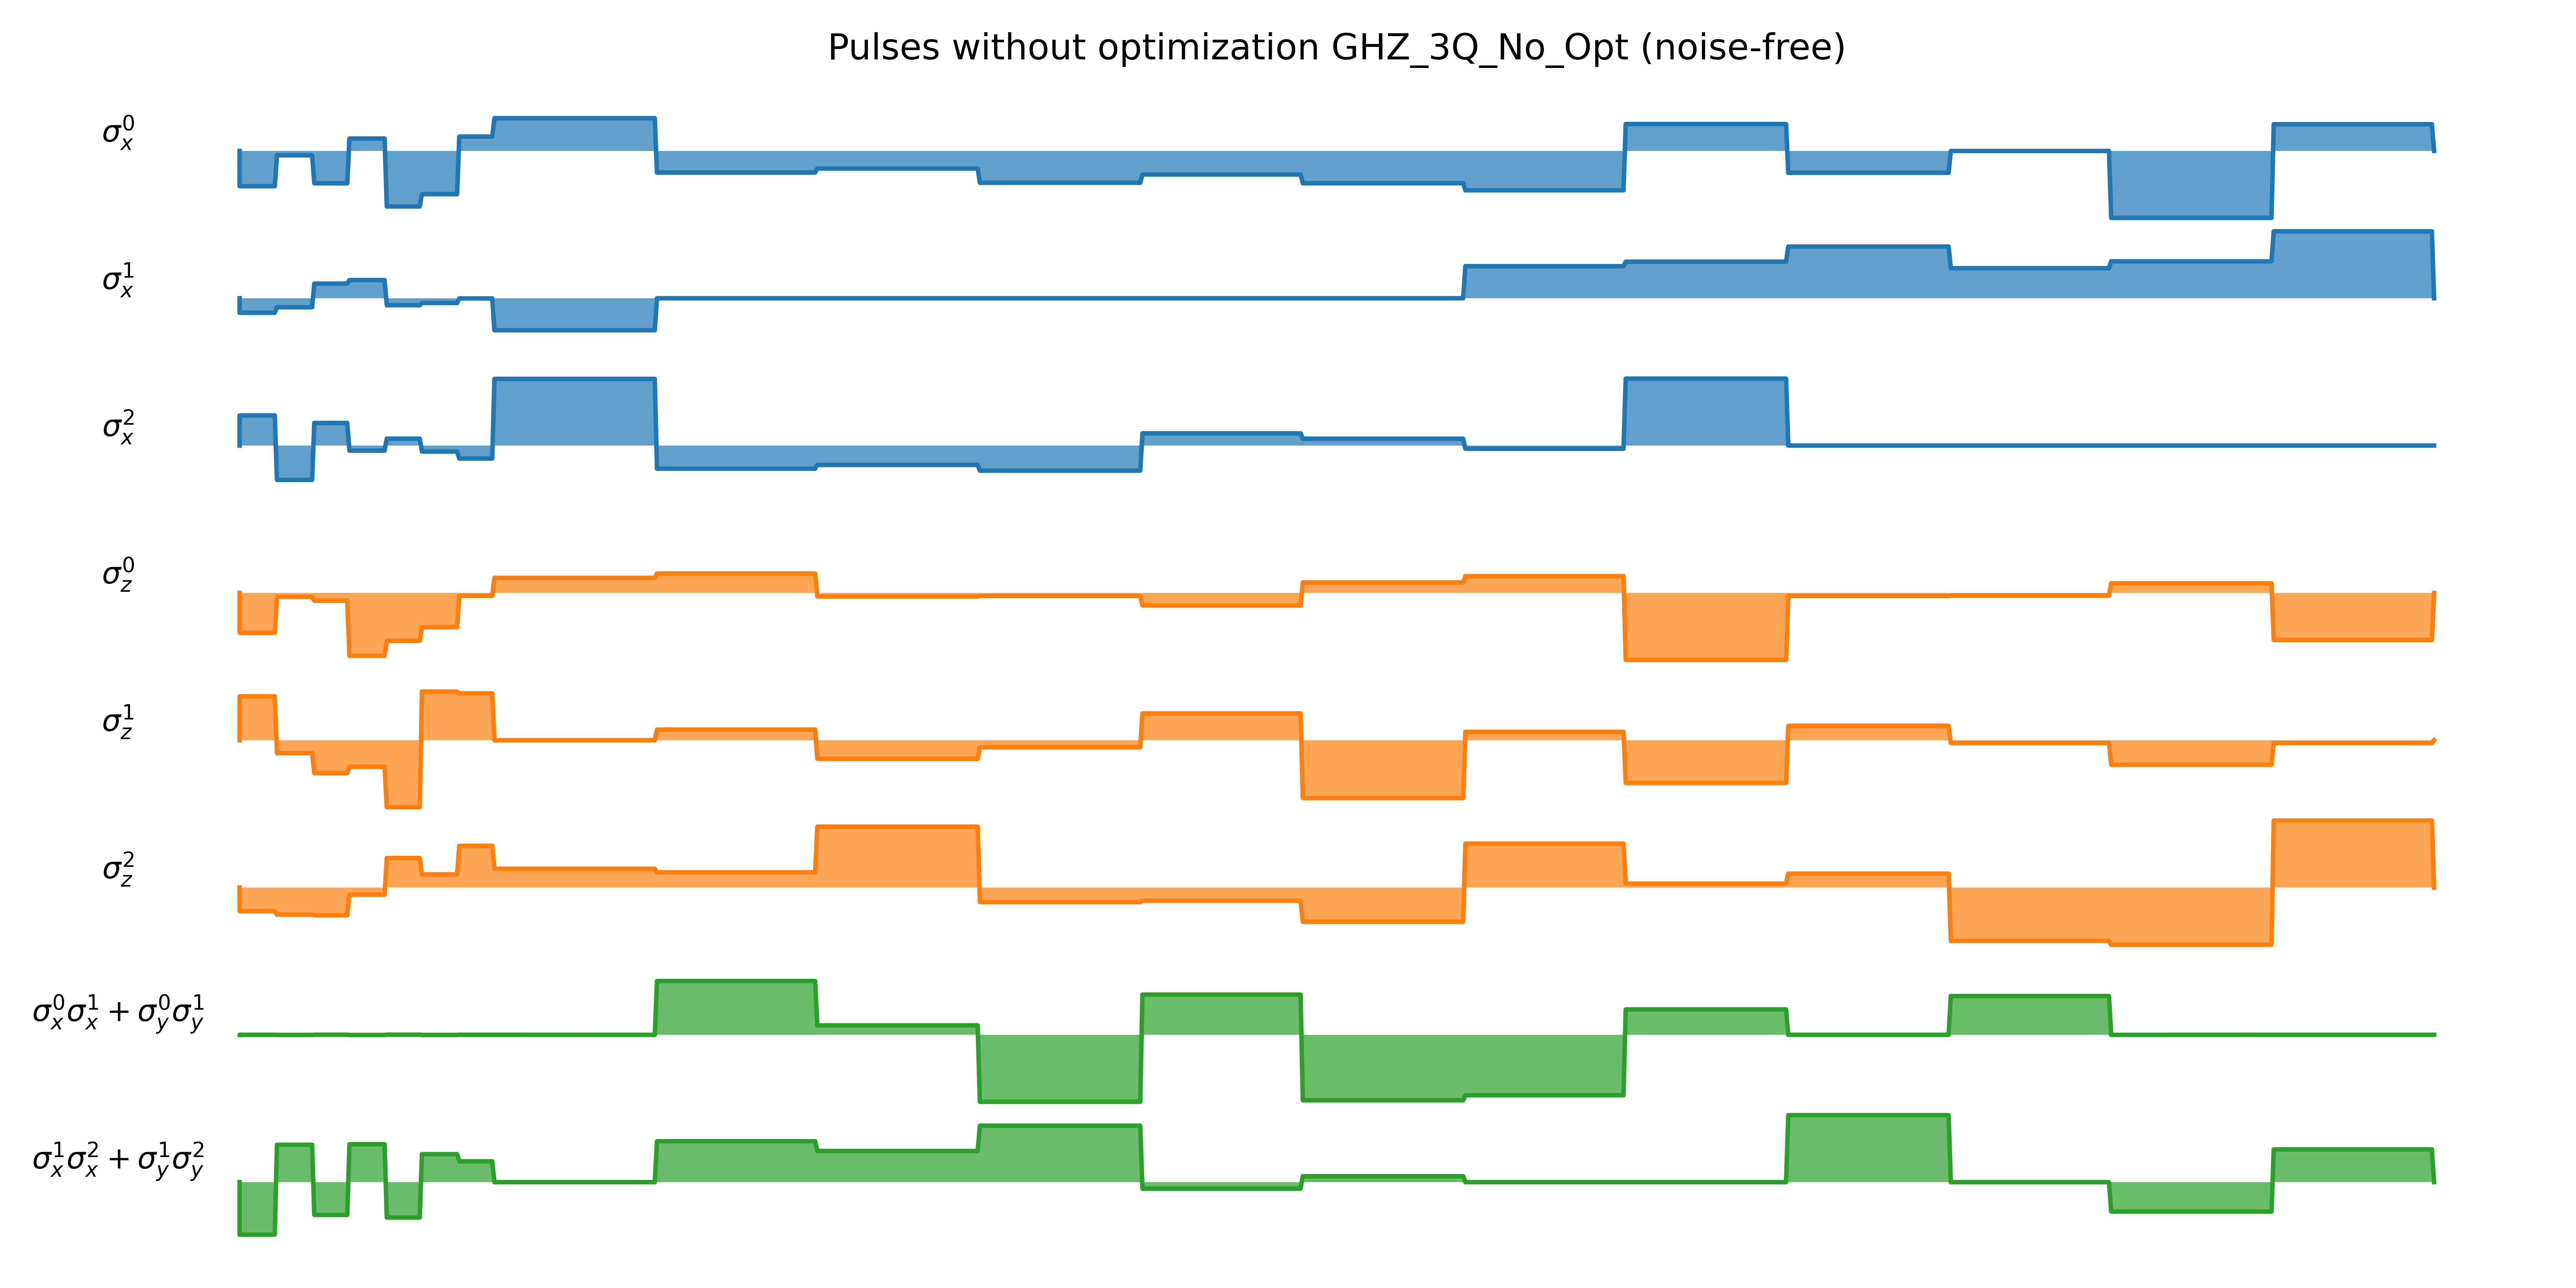 Pulses without optimization GHZ_3Q_No_Opt (noise-free)
σ_x^0
σ_x^1
σ_x^2
σ_z^0
σ_z^1
σ_z^2
σ_x^0σ_x^1 + σ_y^0σ_y^1
σ_x^1σ_x^2 + σ_y^1σ_y^2